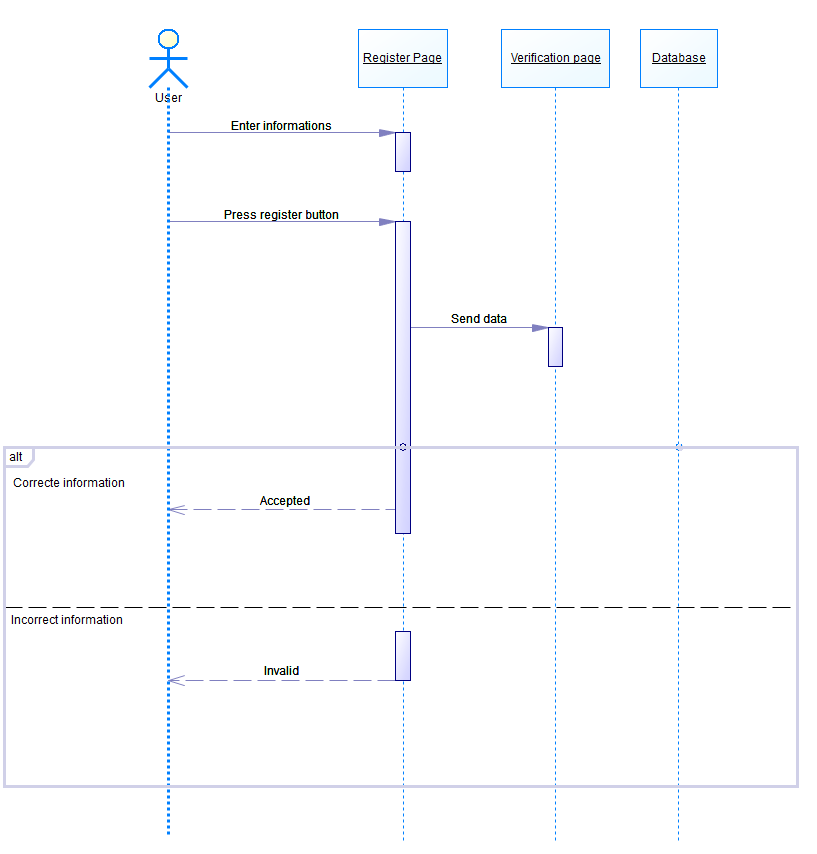 Register Page
Verification page
Database
User
Enter informations
Press register button
Send data
alt
Correcte information
Accepted
Incorrect information
Invalid